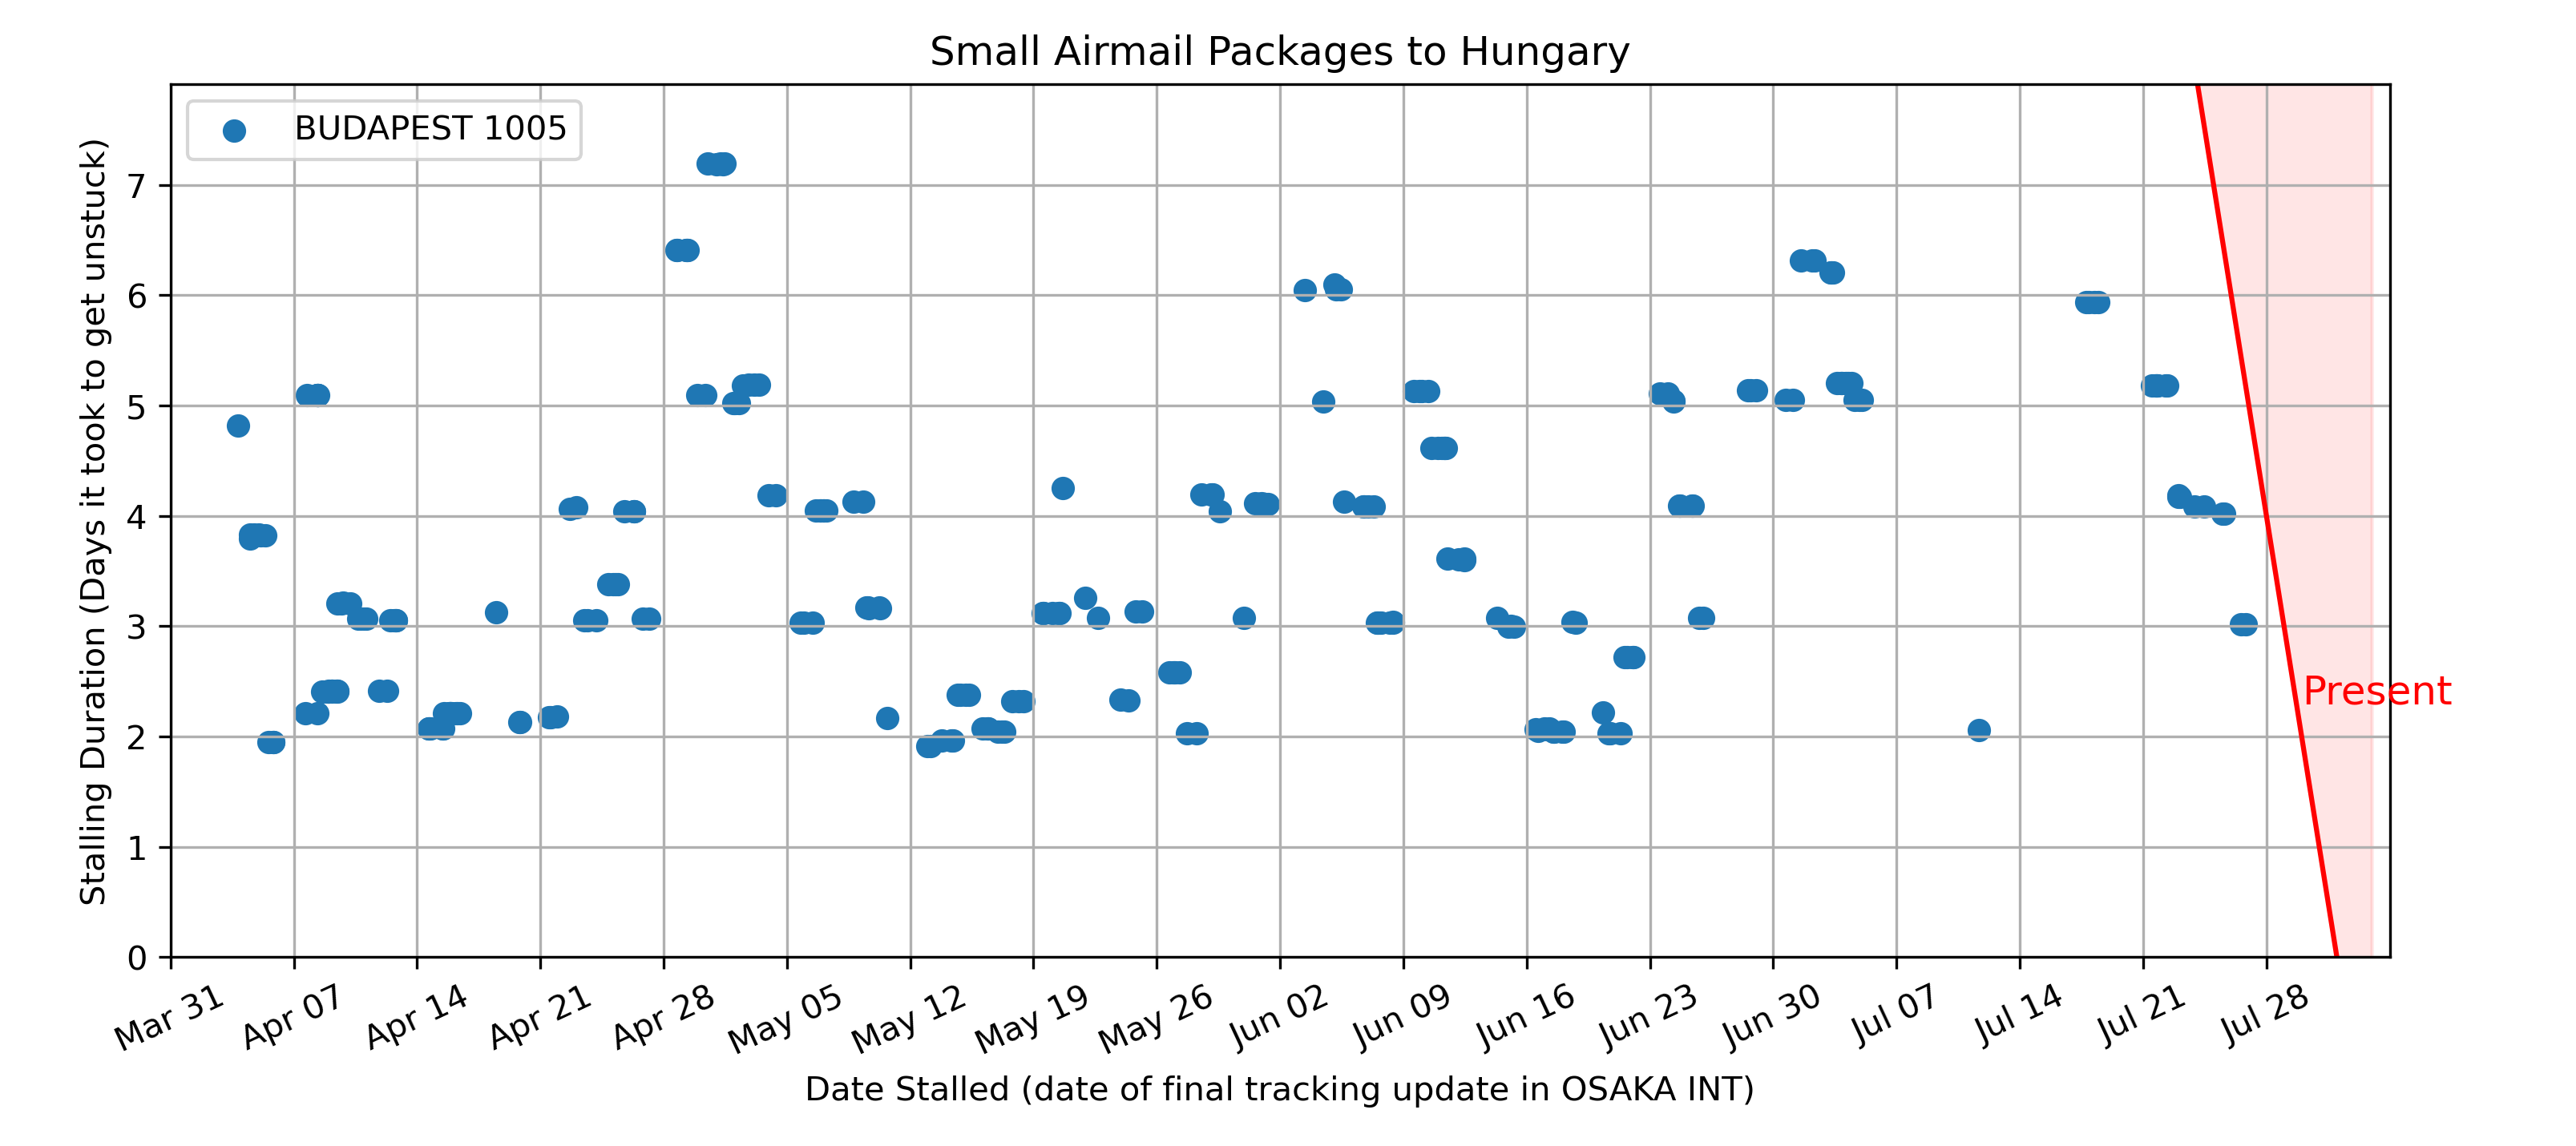 Small Airmail Packages to Hungary
BUDAPEST 1005
Stalling Duration (Days it took to get unstuck)
7
6
5
4
3
2
1
0
Present
Mar 31
Apr 07
Apr 14
Apr 21
Apr 28
May 05
May 12
May 19
May 26
Jun 02
Jun 09
Jun 16
Jun 23
Jun 30
Jul 07
Jul 14
Jul 21
Jul 28
Date Stalled (date of final tracking update in OSAKA INT)